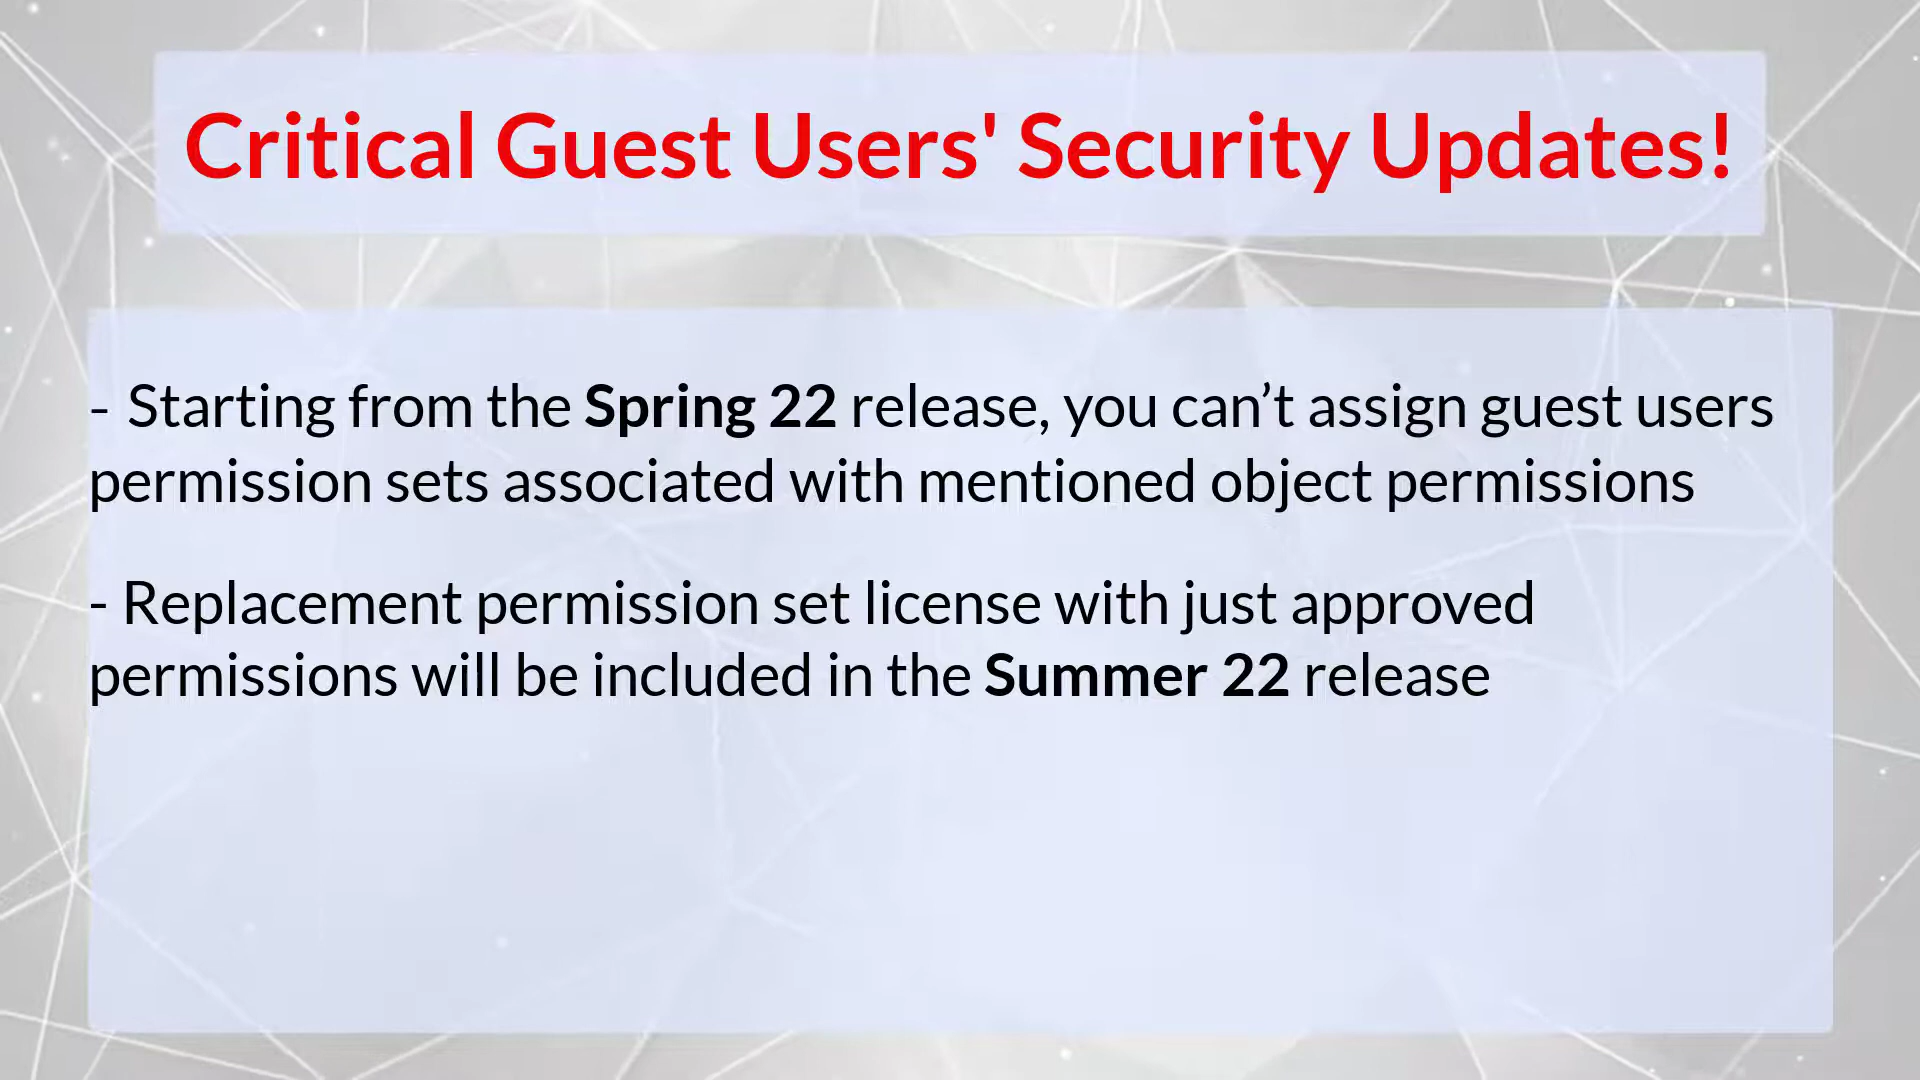 Critical Guest Users' Security Updates!
- Starting from the Spring 22 release, you can’t assign guest users
permission sets associated with mentioned object permissions
- Replacement permission set license with just approved
permissions will be included in the Summer 22 release